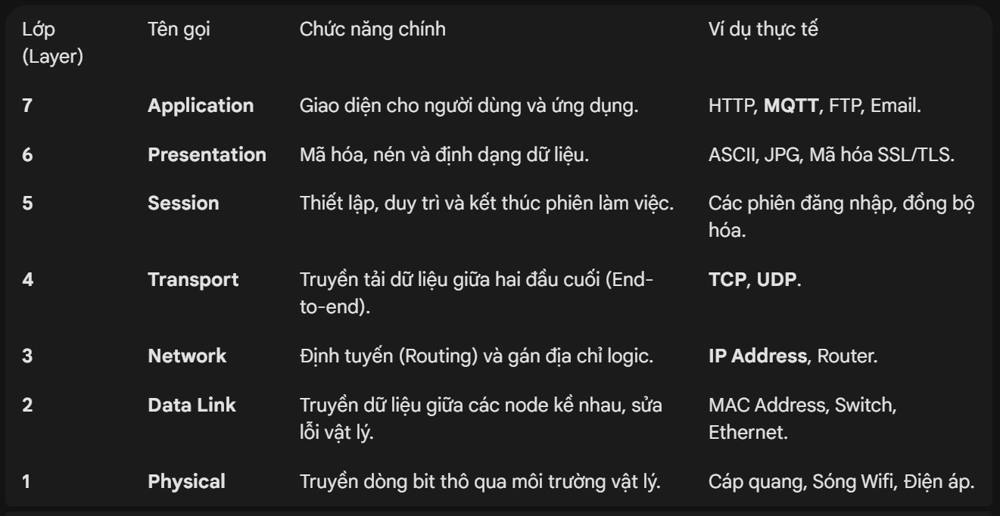 Lớp Tên gọi Chức năng chính Ví dụ thực tế
(Layer)
7 Application Giao diện cho người dùng và ứng dụng. HTTP, MQTT, FTP, Email.
6 Presentation Mã hóa, nén và định dạng dữ liệu. ASCII, JPG, Mã hóa SSL/TLS.
5 Session Thiết lập, duy trì và kết thúc phiên làm việc. Các phiên đăng nhập, đồng bộ
hóa.
4 Transport Truyền tải dữ liệu giữa hai đầu cuối (End- TCP, UDP.
to-end).
3 Network Định tuyến (Routing) và gán địa chỉ logic. IP Address, Router.
2 Data Link Truyền dữ liệu giữa các node kề nhau, sửa MAC Address, Switch,
lỗi vật lý. Ethernet.
1 Physical Truyền dòng bit thô qua môi trường vật lý. Cáp quang, Sóng Wifi, Điện áp.